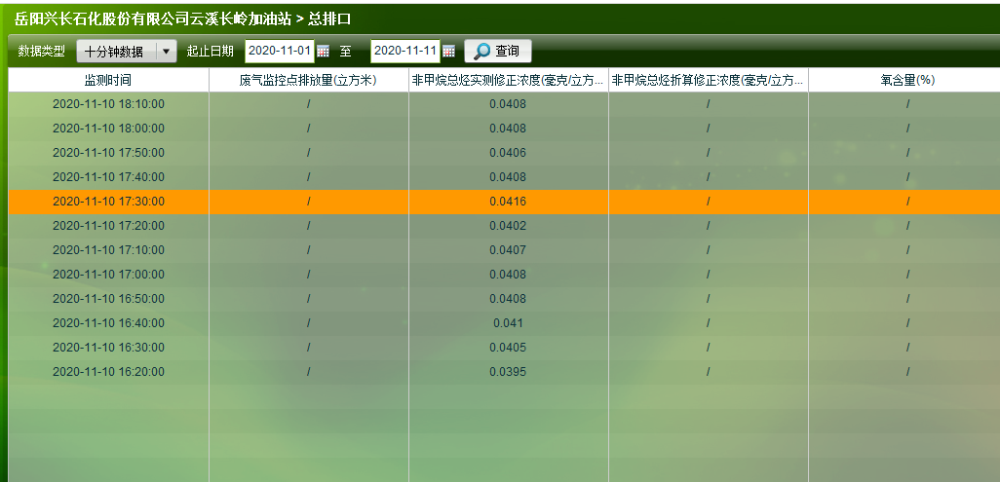 岳阳兴长石化股份有限公司云溪长岭加油站 > 总排口
数据类型 十分钟数据 起止日期 2020-11-01 至 2020-11-11 查询
监测时间 废气监控点排放量(立方米) 非甲烷总烃实测修正浓度(毫克/立方... 非甲烷总烃折算修正浓度(毫克/立方... 氧含量(%)
2020-11-10 18:10:00 / 0.0408 / /
2020-11-10 18:00:00 / 0.0408 / /
2020-11-10 17:50:00 / 0.0406 / /
2020-11-10 17:40:00 / 0.0408 / /
2020-11-10 17:30:00 / 0.0416 / /
2020-11-10 17:20:00 / 0.0402 / /
2020-11-10 17:10:00 / 0.0407 / /
2020-11-10 17:00:00 / 0.0408 / /
2020-11-10 16:50:00 / 0.0408 / /
2020-11-10 16:40:00 / 0.041 / /
2020-11-10 16:30:00 / 0.0405 / /
2020-11-10 16:20:00 / 0.0395 / /